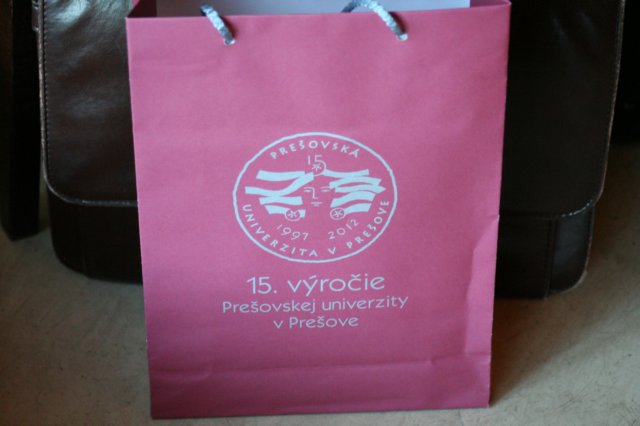 PREŠOVSKÁ
15
1997 2012
UNIVERZITA V PREŠOVE
15. výročie
Prešovskej univerzity
v Prešove